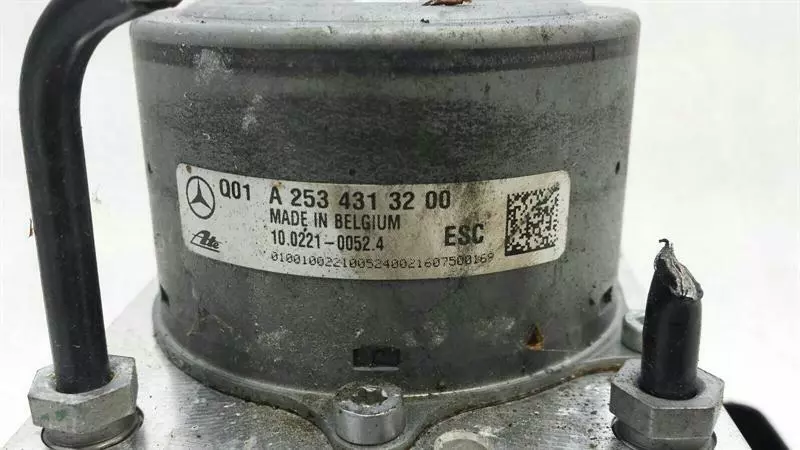 Q01 A 253 431 32 00
MADE IN BELGIUM
Ate 10.0221-0052.4 ESC
0100100221005240021607500169